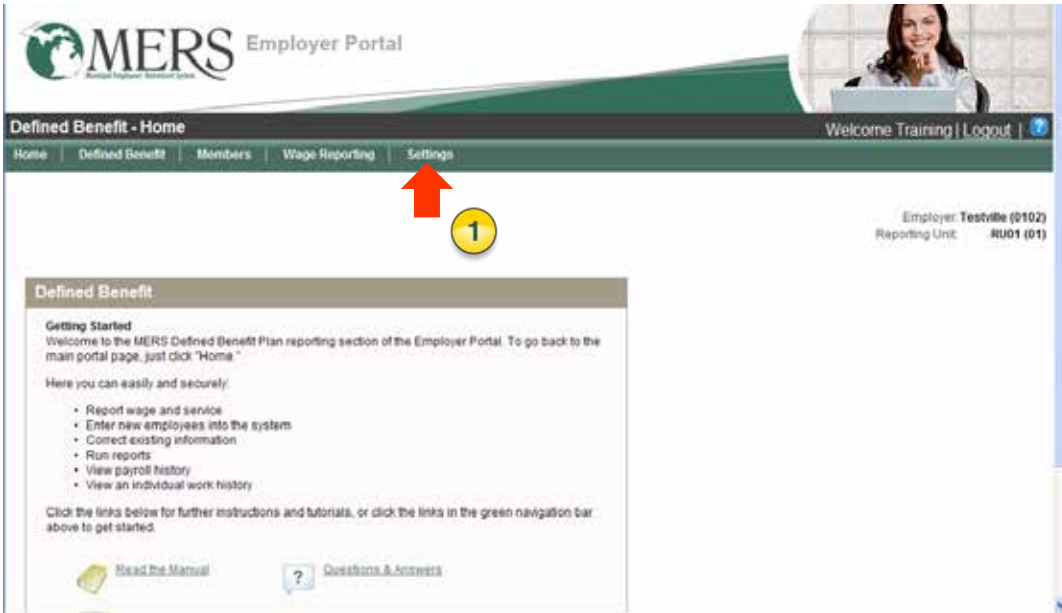 MERS Employer Portal
Municipal Employees' Retirement System
Defined Benefit - Home
Welcome Training | Logout | ?
Home | Defined Benefit | Members | Wage Reporting | Settings
1
Employer: Testville (0102)
Reporting Unit: RU01 (01)
Defined Benefit
Getting Started
Welcome to the MERS Defined Benefit Plan reporting section of the Employer Portal. To go back to the
main portal page, just click "Home."
Here you can easily and securely:
• Report wage and service
• Enter new employees into the system
• Correct existing information
• Run reports
• View payroll history
• View an individual work history
Click the links below for further instructions and tutorials, or click the links in the green navigation bar
above to get started.
Read the Manual
? Questions & Answers